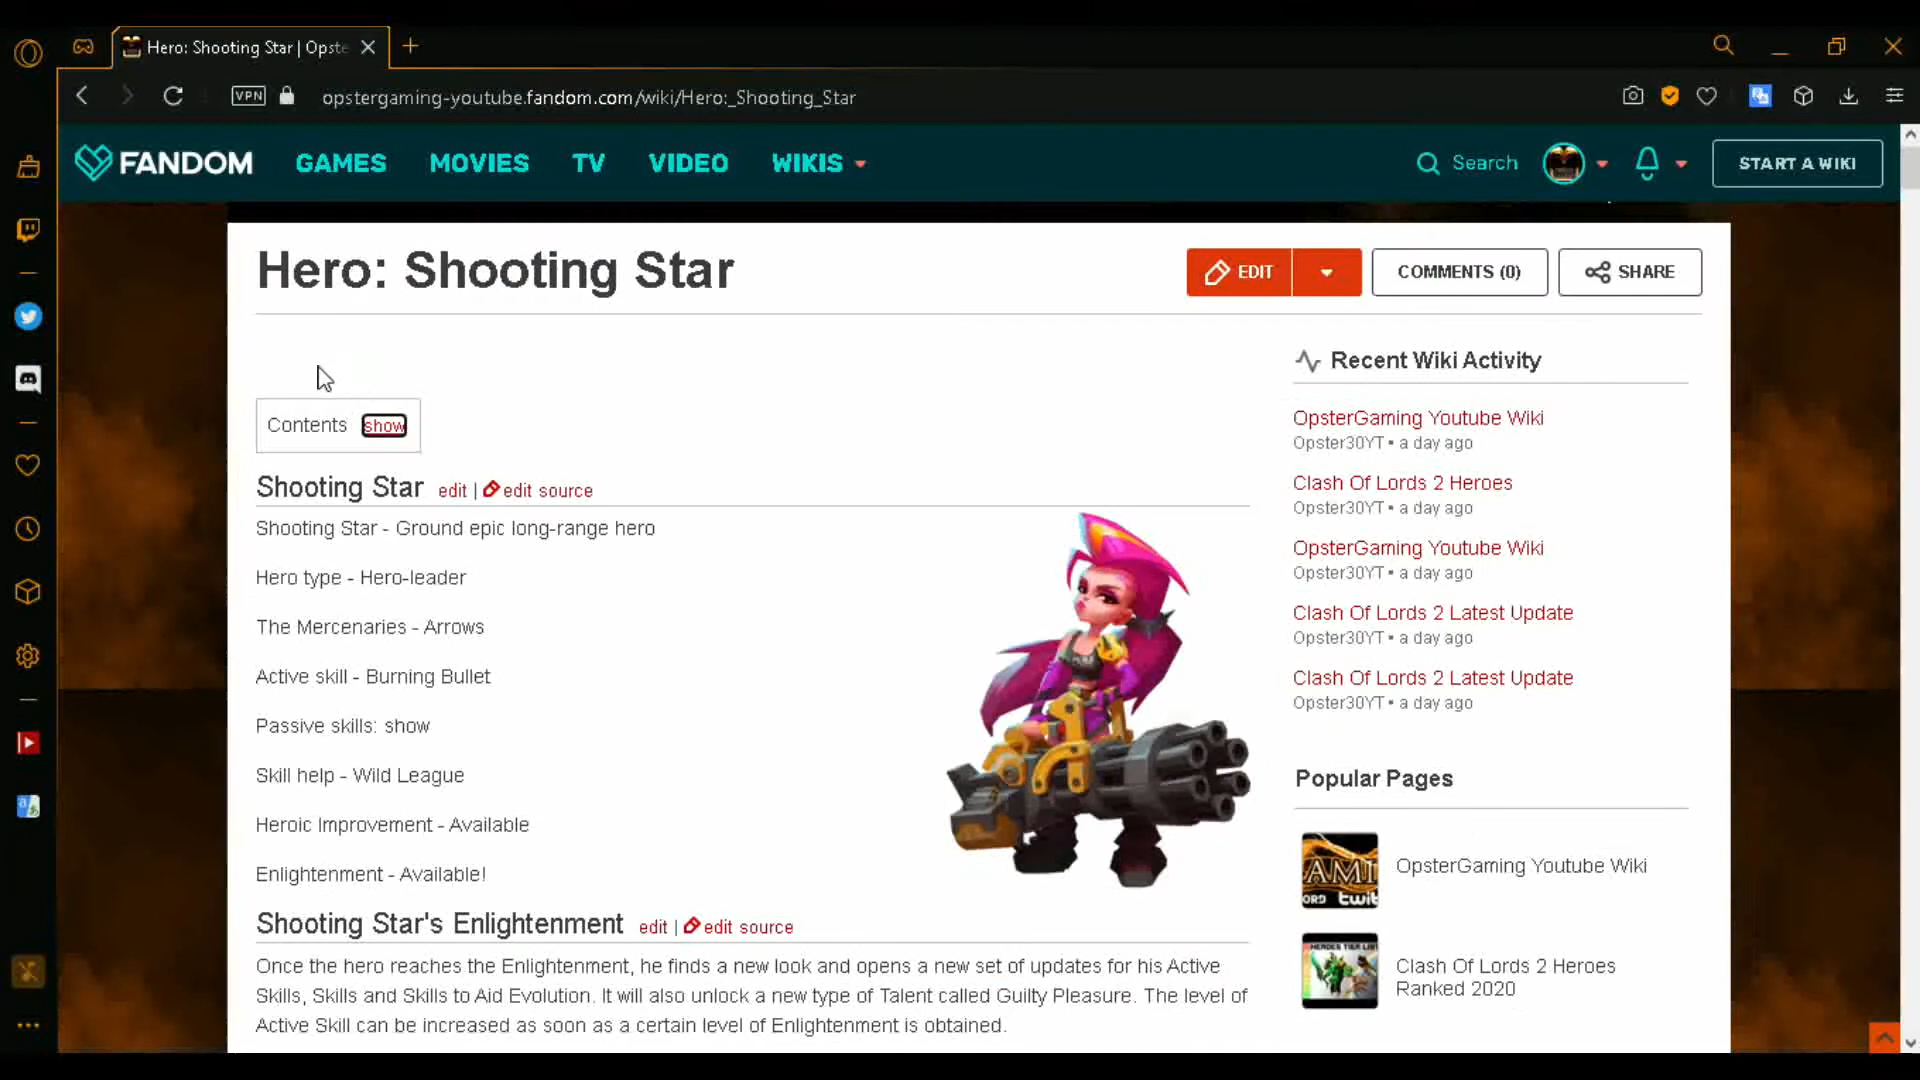 Hero: Shooting Star | Opste
VPN
opstergaming-youtube.fandom.com/wiki/Hero:_Shooting_Star
FANDOM
GAMES
MOVIES
TV
VIDEO
WIKIS
Search
START A WIKI
Hero: Shooting Star
EDIT
COMMENTS (0)
SHARE
Contents show
Shooting Star edit | edit source
Shooting Star - Ground epic long-range hero
Hero type - Hero-leader
The Mercenaries - Arrows
Active skill - Burning Bullet
Passive skills: show
Skill help - Wild League
Heroic Improvement - Available
Enlightenment - Available!
Shooting Star's Enlightenment edit | edit source
Once the hero reaches the Enlightenment, he finds a new look and opens a new set of updates for his Active
Skills, Skills and Skills to Aid Evolution. It will also unlock a new type of Talent called Guilty Pleasure. The level of
Active Skill can be increased as soon as a certain level of Enlightenment is obtained.
Recent Wiki Activity
OpsterGaming Youtube Wiki
Opster30YT • a day ago
Clash Of Lords 2 Heroes
Opster30YT • a day ago
OpsterGaming Youtube Wiki
Opster30YT • a day ago
Clash Of Lords 2 Latest Update
Opster30YT • a day ago
Clash Of Lords 2 Latest Update
Opster30YT • a day ago
Popular Pages
AMI
ORD twit
OpsterGaming Youtube Wiki
HEROES TIER LIST
Clash Of Lords 2 Heroes
Ranked 2020